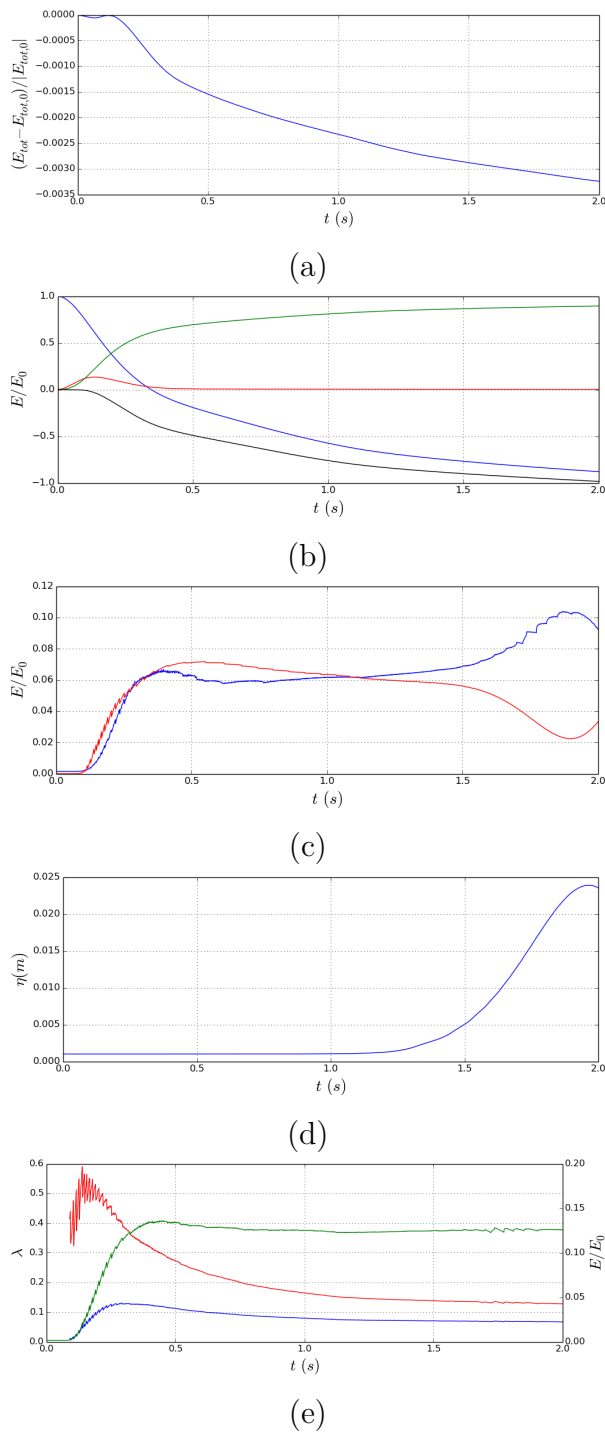 0.0000
−0.0005
−0.0010
−0.0015
−0.0020
−0.0025
−0.0030
−0.0035
(E_{tot} − E_{tot,0})/|E_{tot,0}|
0.0 0.5 1.0 1.5 2.0
t (s)
(a)
1.0
0.5
0.0
−0.5
−1.0
E/E_0
0.0 0.5 1.0 1.5 2.0
t (s)
(b)
0.12
0.10
0.08
0.06
0.04
0.02
0.00
E/E_0
0.0 0.5 1.0 1.5 2.0
t (s)
(c)
0.025
0.020
0.015
0.010
0.005
0.000
η(m)
0.0 0.5 1.0 1.5 2.0
t (s)
(d)
0.6
0.5
0.4
0.3
0.2
0.1
0.0
λ
0.20
0.15
0.10
0.05
0.00
E/E_0
0.0 0.5 1.0 1.5 2.0
t (s)
(e)